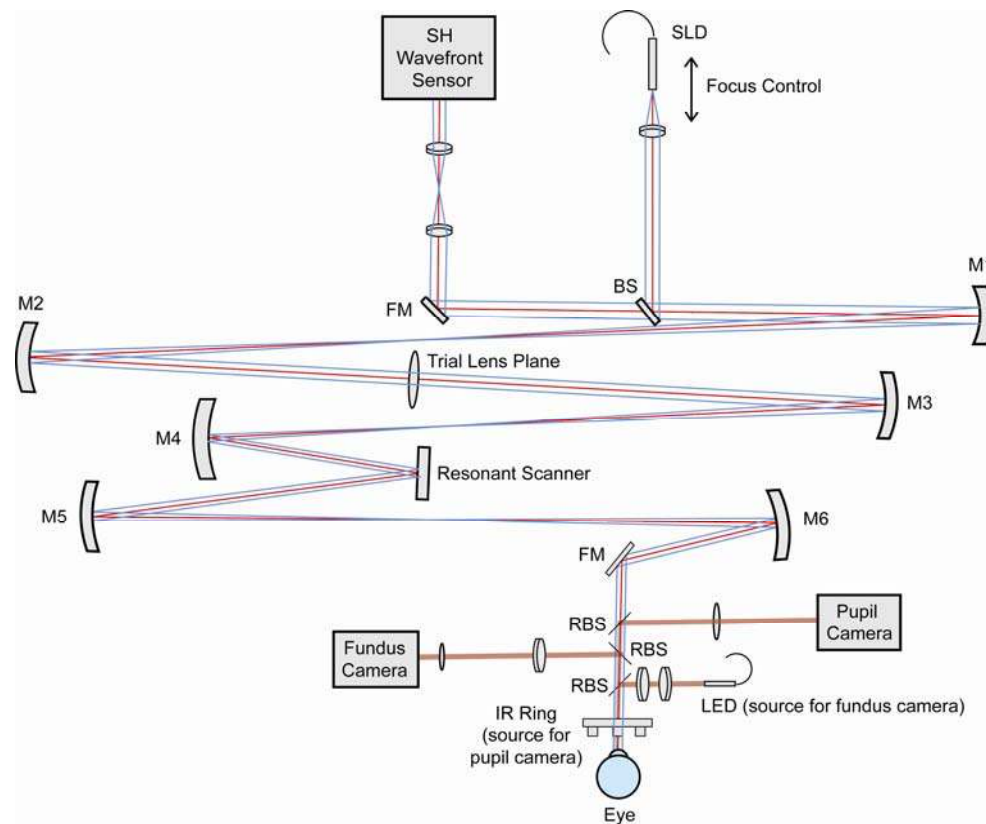 SH
Wavefront
Sensor
SLD
Focus Control
BS
FM
M1
M2
Trial Lens Plane
M3
M4
Resonant Scanner
M5
M6
FM
RBS
Pupil
Camera
Fundus
Camera
RBS
RBS
LED (source for fundus camera)
IR Ring
(source for
pupil camera)
Eye